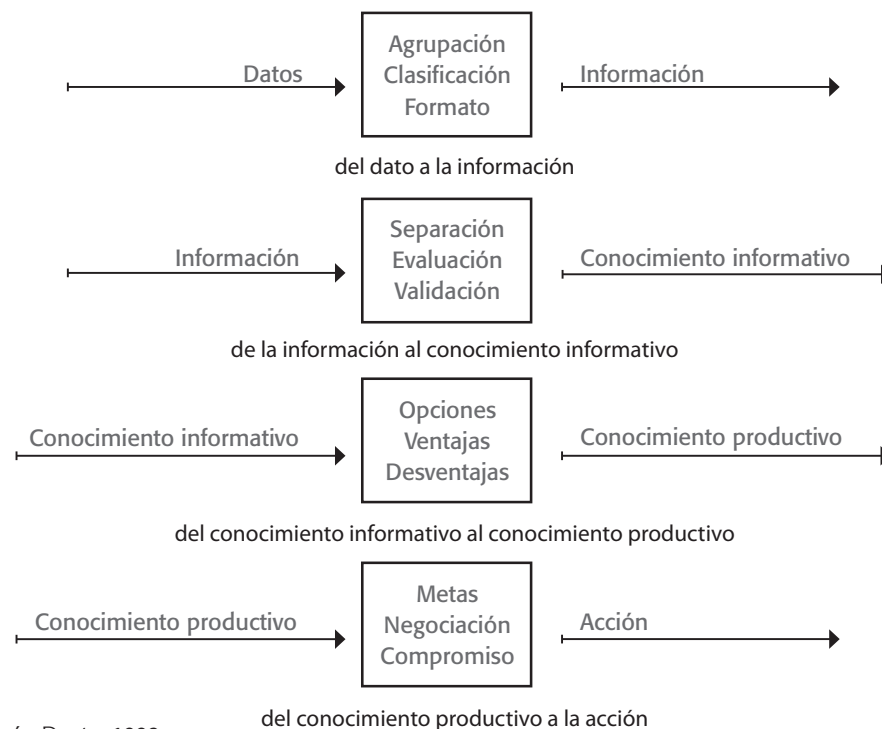 Datos
Agrupación
Clasificación
Formato
Información
del dato a la información
Información
Separación
Evaluación
Validación
Conocimiento informativo
de la información al conocimiento informativo
Conocimiento informativo
Opciones
Ventajas
Desventajas
Conocimiento productivo
del conocimiento informativo al conocimiento productivo
Conocimiento productivo
Metas
Negociación
Compromiso
Acción
del conocimiento productivo a la acción